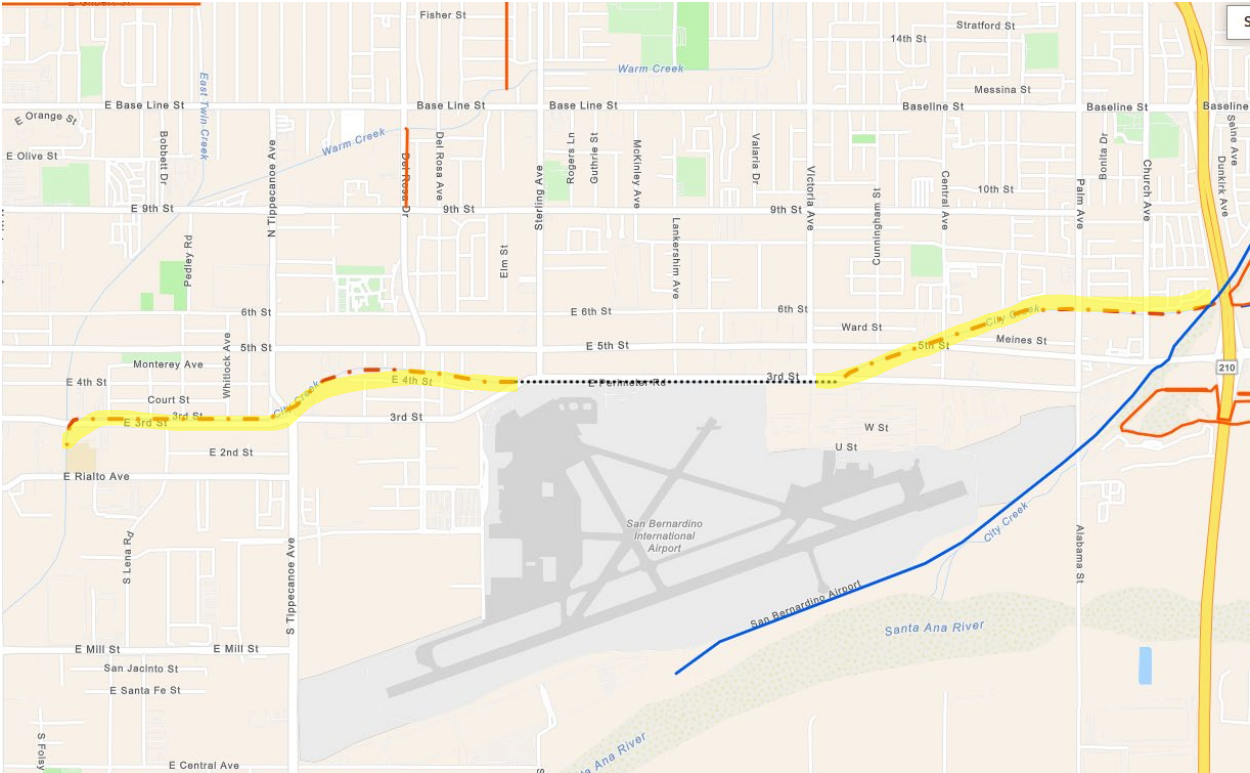 Fisher St
Stratford St
14th St
S
Warm Creek
Messina St
East Twin Creek
E Base Line St
Base Line St
Base Line St
Baseline St
Baseline St
Baseline
E Orange St
E Olive St
Bobbett Dr
Warm Creek
N Tippecanoe Ave
Del Rosa Dr
Del Rosa Ave
Sterling Ave
Rogers Ln
Guthrie St
McKinley Ave
Valaria Dr
Victoria Ave
Central Ave
Palm Ave
Bonita Dr
Church Ave
Seine Ave
Dunkirk Ave
10th St
E 9th St
9th St
9th St
Pedley Rd
Elm St
Lankershim Ave
Cunningham St
6th St
E 6th St
6th St
City Creek
Ward St
5th St
E 5th St
5th St
Meines St
Monterey Ave
Whitlock Ave
210
E 4th St
E 4th St
E Perimeter Rd
3rd St
Court St
City Creek
3rd St
E 3rd St
3rd St
W St
U St
E 2nd St
E Rialto Ave
San Bernardino
International
Airport
City Creek
Alabama St
S Lena Rd
S Tippecanoe Ave
San Bernardino Airport
Santa Ana River
E Mill St
E Mill St
San Jacinto St
E Santa Fe St
S Folsy
E Central Ave
S
nta Ana River